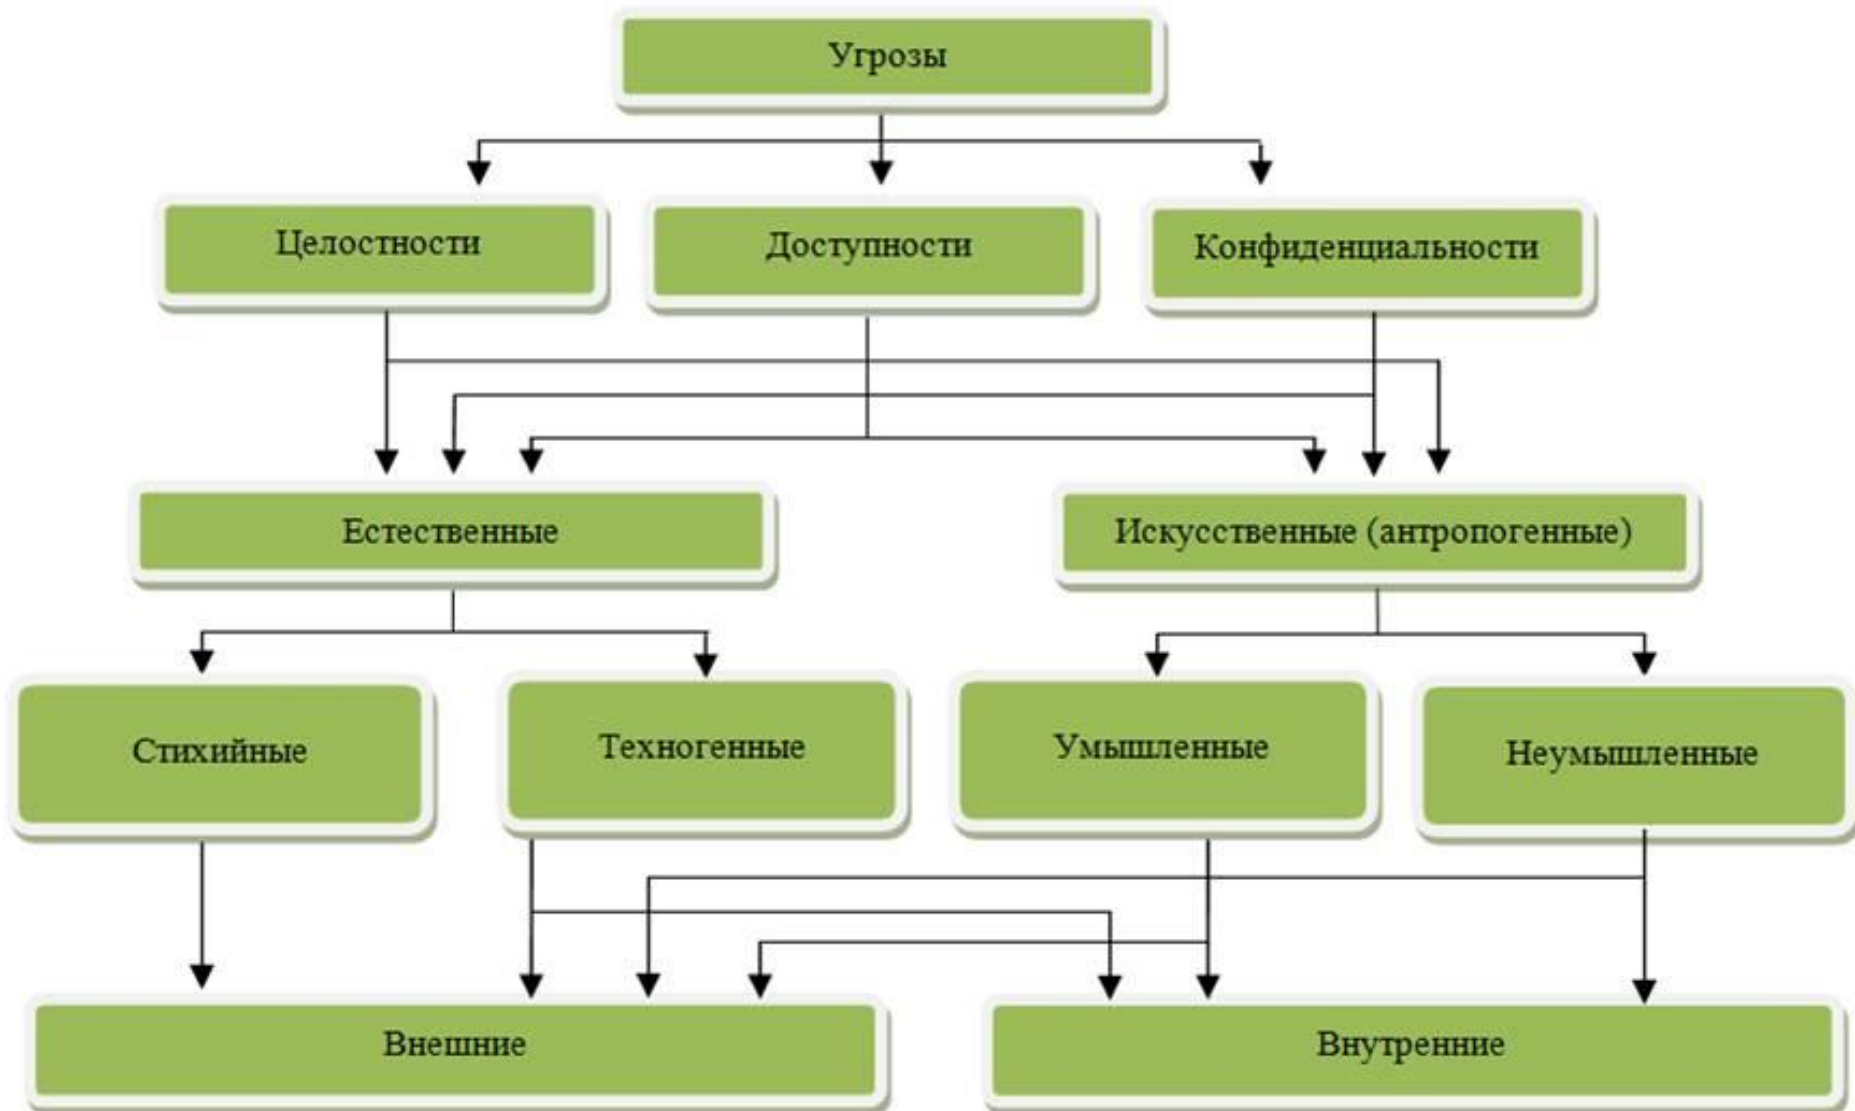 Угрозы
Целостности
Доступности
Конфиденциальности
Естественные
Искусственные (антропогенные)
Стихийные
Техногенные
Умышленные
Неумышленные
Внешние
Внутренние